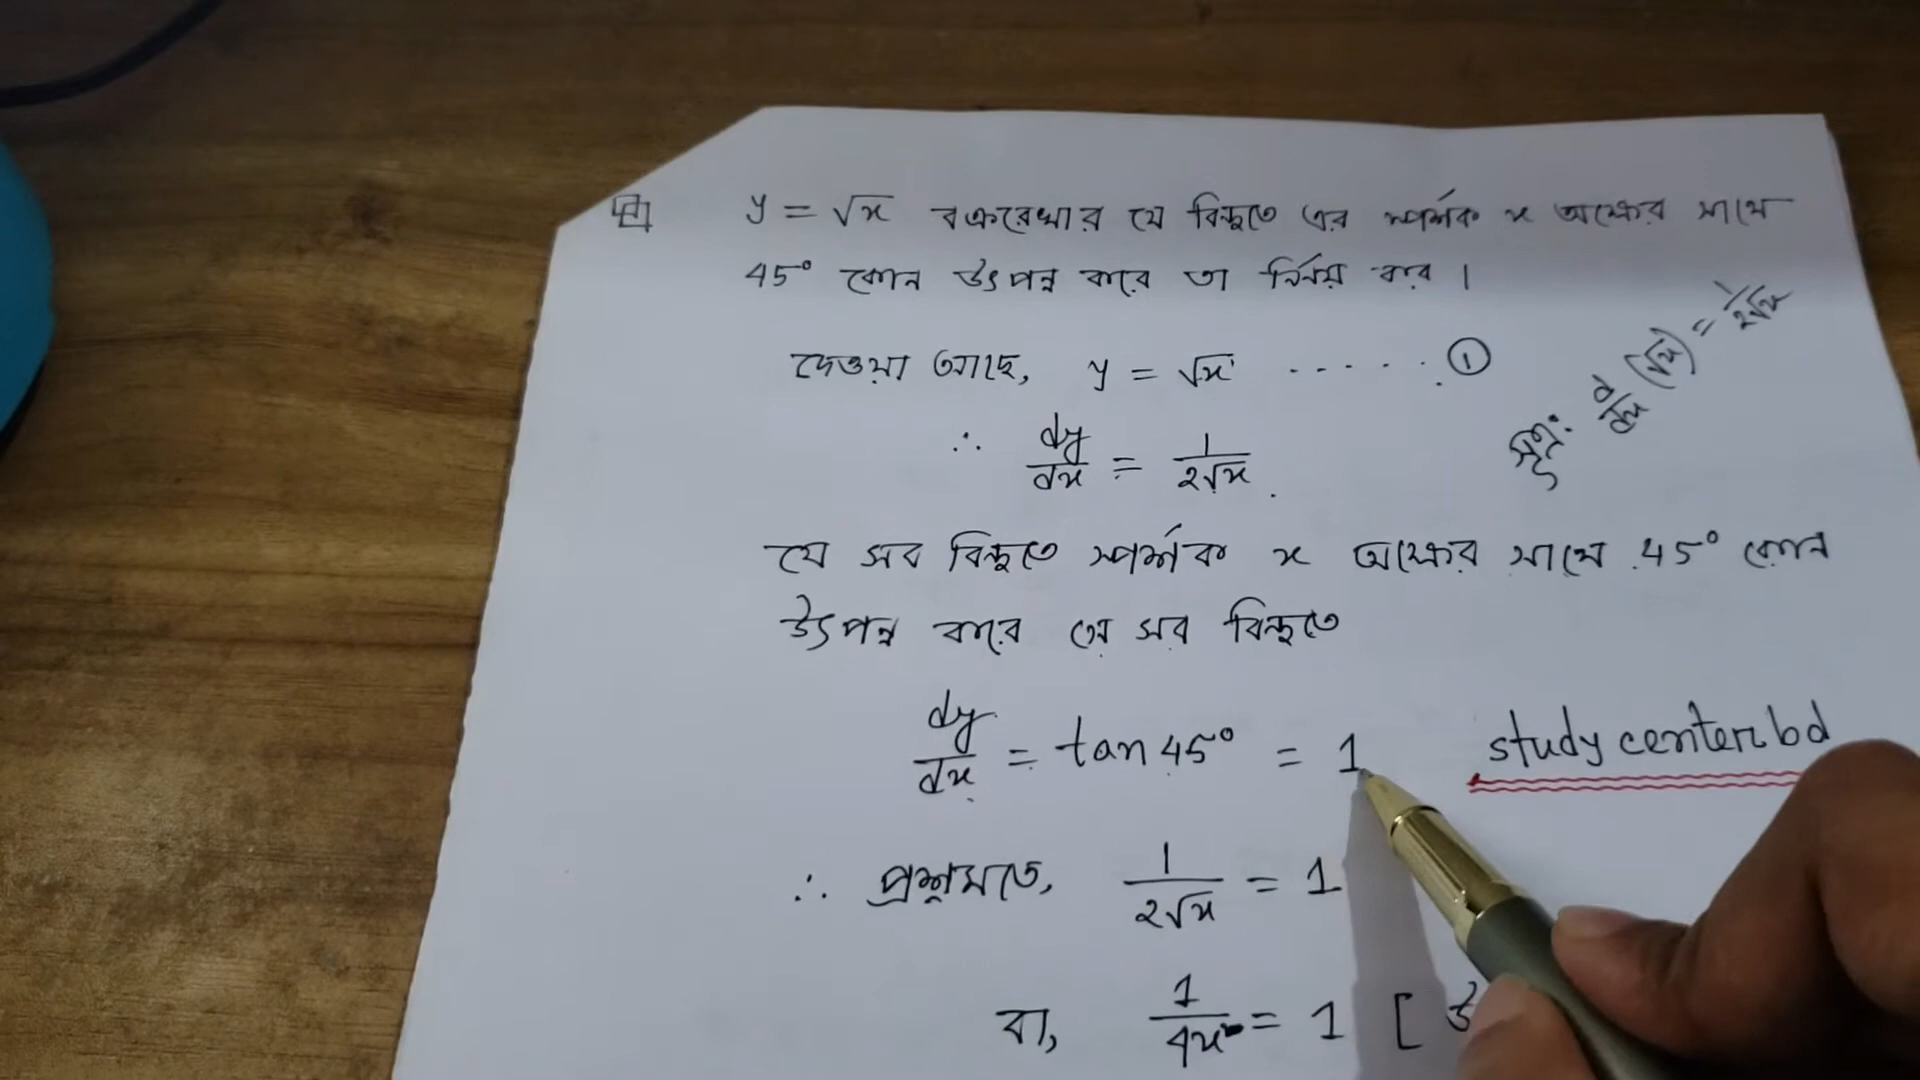 y = √x বক্ররেখার যে বিন্দুতে এর স্পর্শক x অক্ষের সাথে
45° কোন উৎপন্ন করে তা নির্নয় কর।
দেওয়া আছে, y = √x ....... ①
∴ dy/dx = 1/2√x
সূত্র: d/dx (√x) = 1/2√x
যে সব বিন্দুতে স্পর্শক x অক্ষের সাথে 45° কোন
উৎপন্ন করে সে সব বিন্দুতে
dy/dx = tan 45° = 1
study center.bd
∴ প্রশ্নমতে, 1/2√x = 1
বা, 1/4x = 1 [